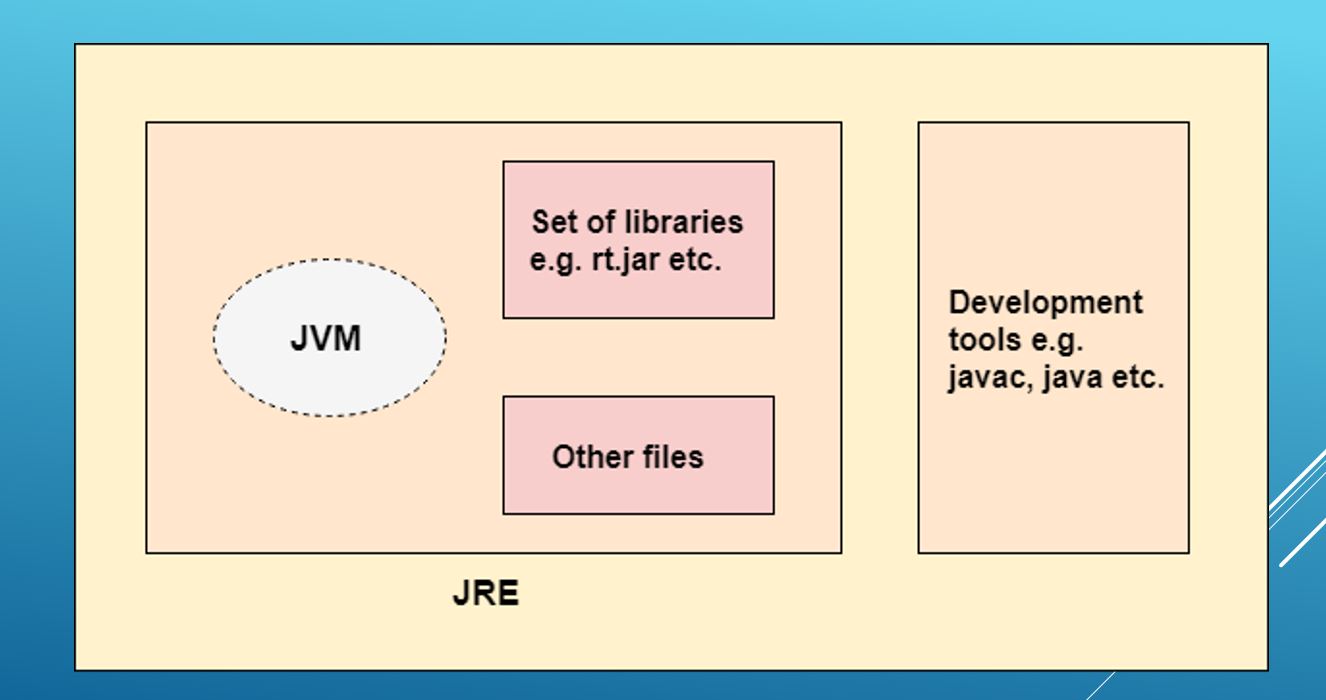 Set of libraries
e.g. rt.jar etc.
JVM
Development
tools e.g.
javac, java etc.
Other files
JRE